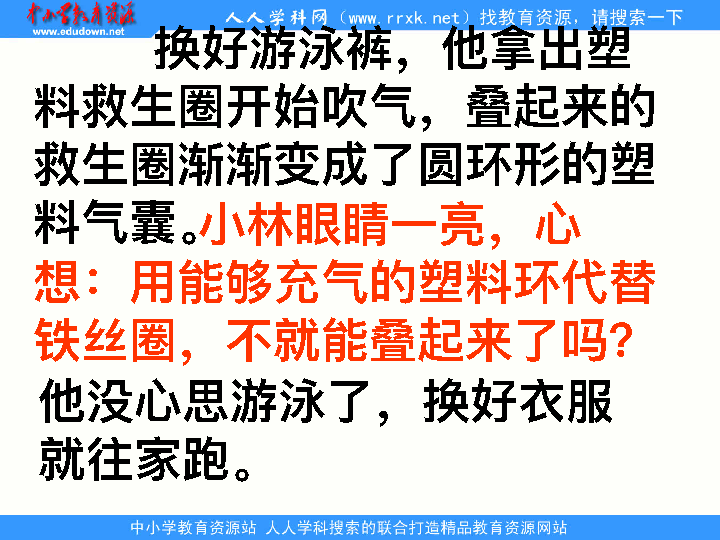 中小学教育资源
www.edudown.net
人人学科网（www.rrxk.net）找教育资源，请搜索一下
换好游泳裤，他拿出塑
料救生圈开始吹气，叠起来的
救生圈渐渐变成了圆环形的塑
料气囊。小林眼睛一亮，心
想：用能够充气的塑料环代替
铁丝圈，不就能叠起来了吗？
他没心思游泳了，换好衣服
就往家跑。
中小学教育资源站 人人学科搜索的联合打造精品教育资源网站